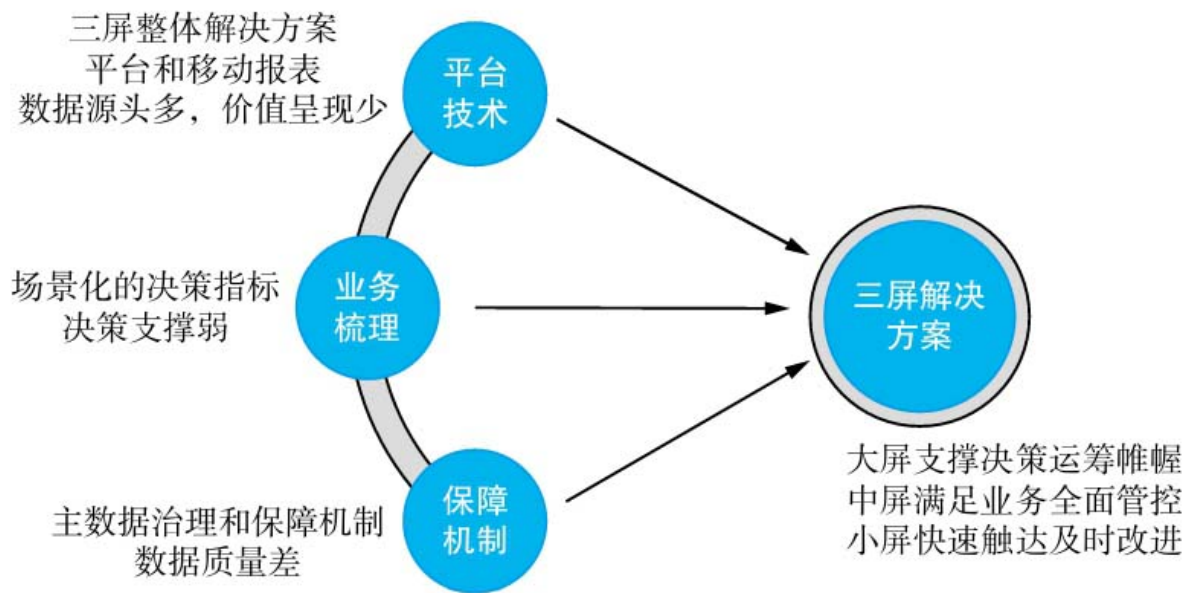 三屏整体解决方案
平台和移动报表
数据源头多，价值呈现少
平台
技术
场景化的决策指标
决策支撑弱
业务
梳理
主数据治理和保障机制
数据质量差
保障
机制
三屏解决
方案
大屏支撑决策运筹帷幄
中屏满足业务全面管控
小屏快速触达及时改进